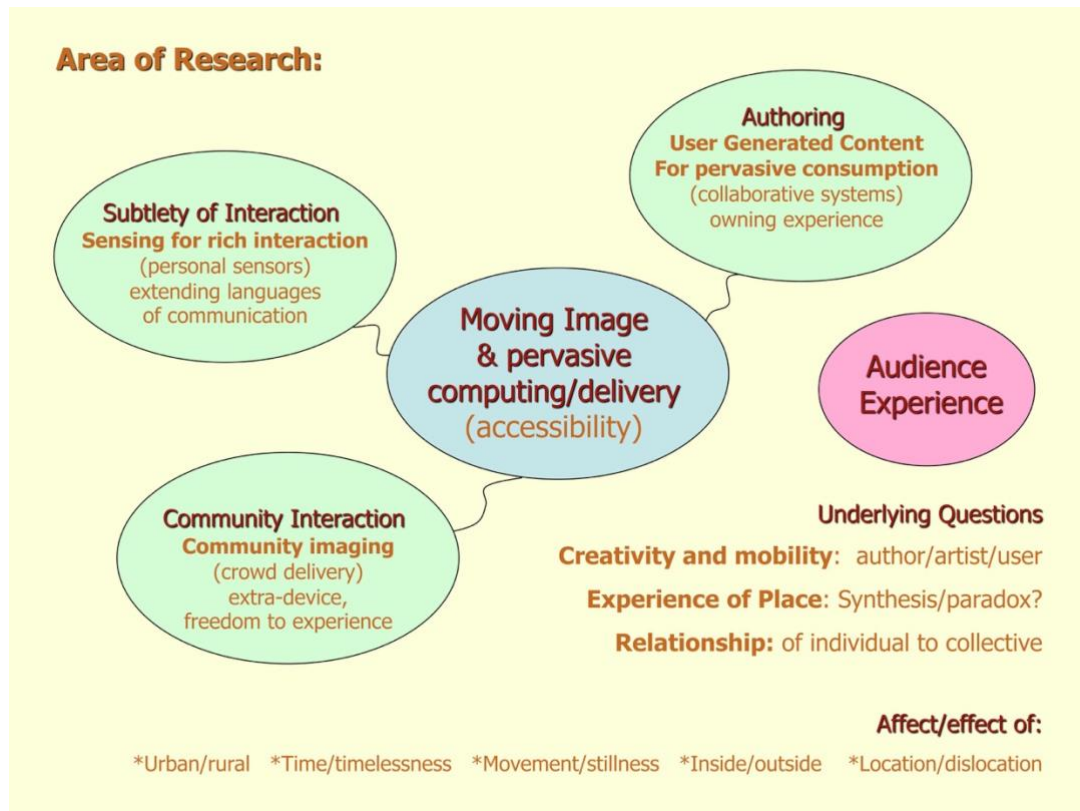 Area of Research:
Authoring
User Generated Content
For pervasive consumption
(collaborative systems)
owning experience
Subtlety of Interaction
Sensing for rich interaction
(personal sensors)
extending languages
of communication
Moving Image
& pervasive
computing/delivery
(accessibility)
Audience
Experience
Community Interaction
Community imaging
(crowd delivery)
extra-device,
freedom to experience
Underlying Questions
Creativity and mobility: author/artist/user
Experience of Place: Synthesis/paradox?
Relationship: of individual to collective
Affect/effect of:
*Urban/rural *Time/timelessness *Movement/stillness *Inside/outside *Location/dislocation